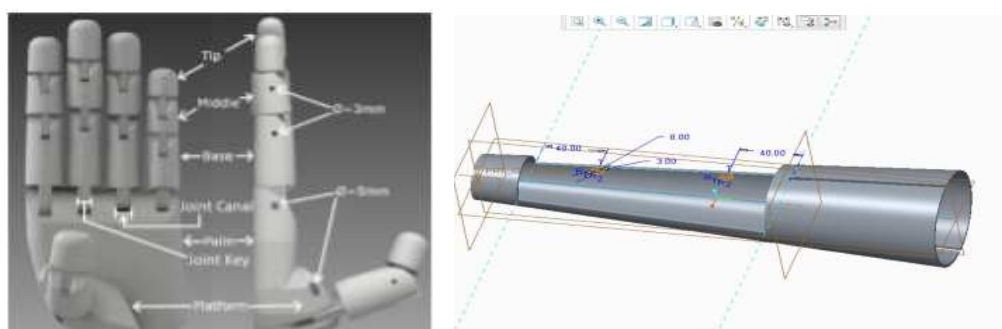 Tip
Middle
Ø~3mm
Base
Ø~8mm
Joint Canal
Palm
Joint Key
Platform
40.00
8.00
3.00
40.00